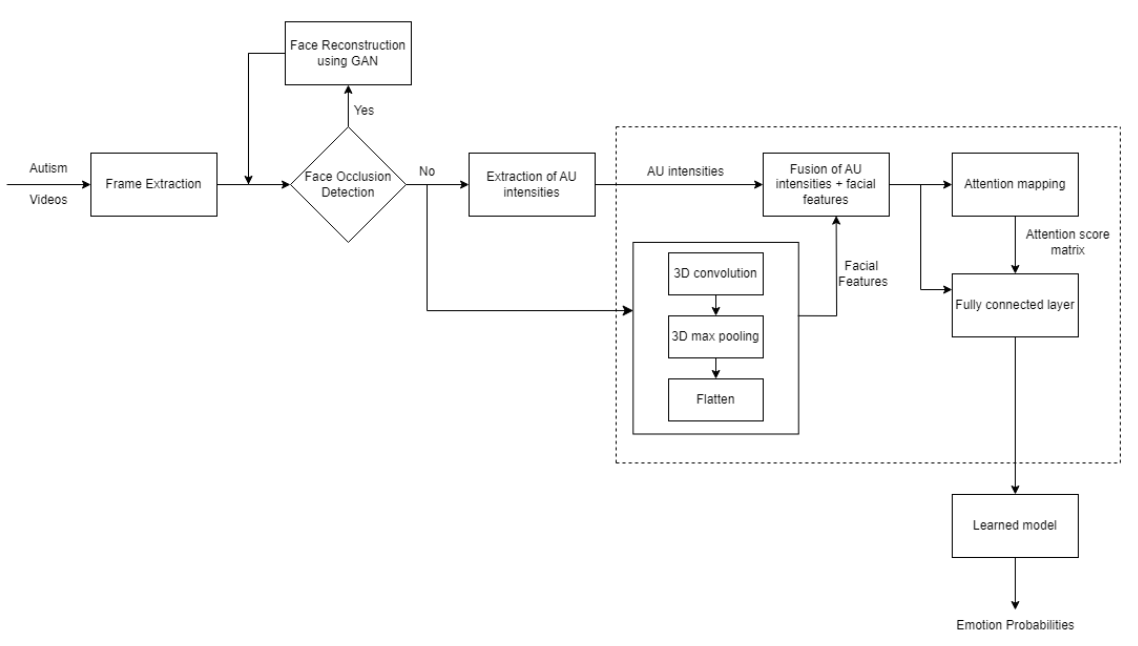 Face Reconstruction
using GAN
Yes
Autism
Videos
Frame Extraction
Face Occlusion
Detection
No
Extraction of AU
intensities
AU intensities
Fusion of AU
intensities + facial
features
Attention mapping
Attention score
matrix
3D convolution
3D max pooling
Flatten
Facial
Features
Fully connected layer
Learned model
Emotion Probabilities